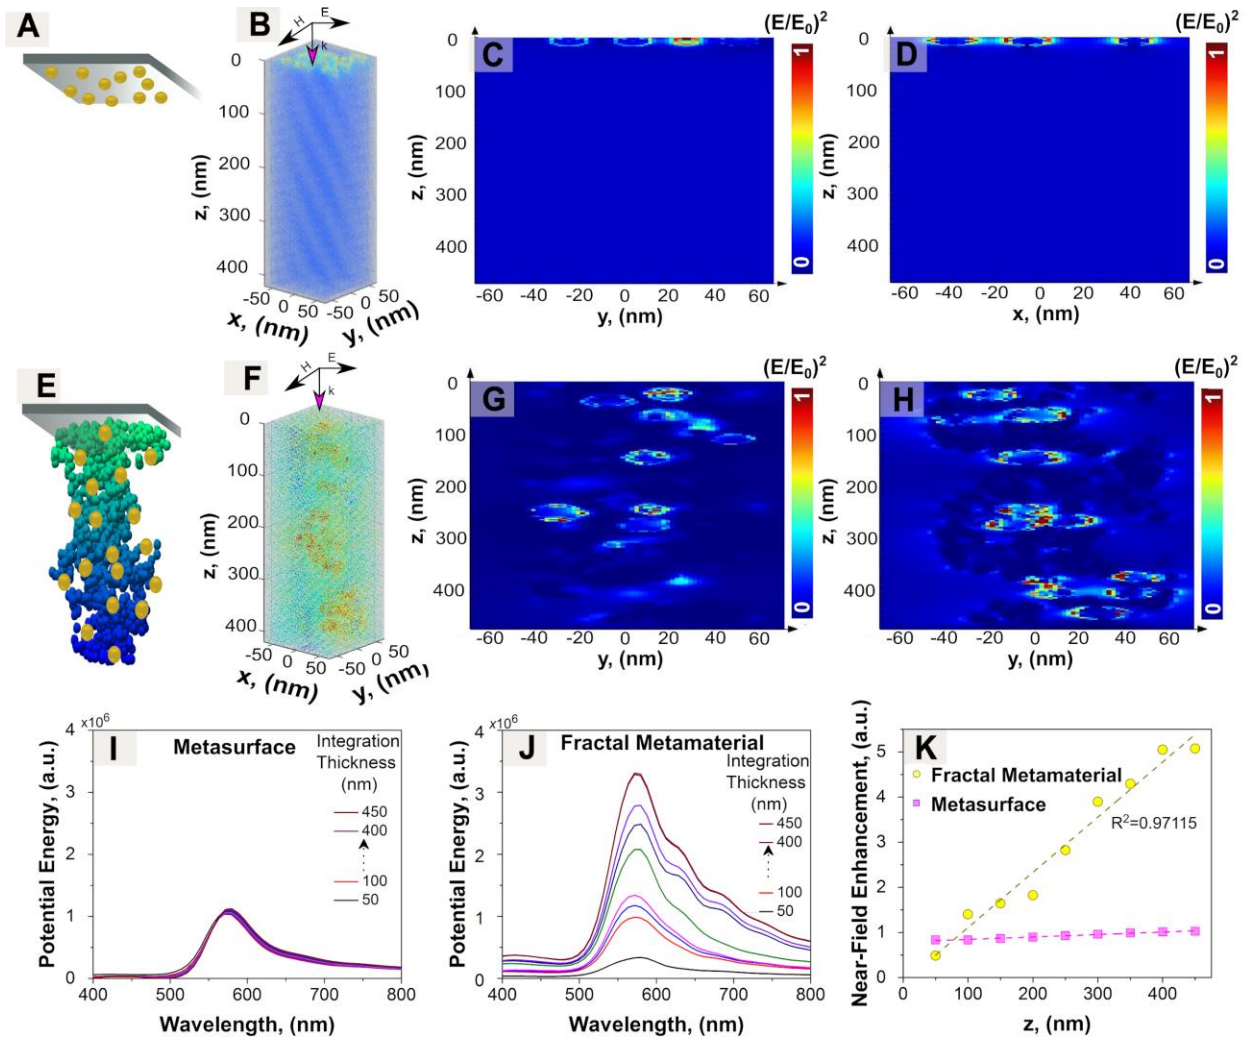 A
B
H
E
k
0
100
200
300
400
z, (nm)
-50
0
50
x, (nm)
-50
0
50
y, (nm)
C
(E/E₀)²
1
0
0
100
200
300
400
z, (nm)
-60 -40 -20 0 20 40 60
y, (nm)
D
(E/E₀)²
1
0
0
100
200
300
400
z, (nm)
-60 -40 -20 0 20 40 60
x, (nm)
E
F
H
E
k
0
100
200
300
400
z, (nm)
-50
0
50
x, (nm)
-50
0
50
y, (nm)
G
(E/E₀)²
1
0
0
100
200
300
400
z, (nm)
-60 -40 -20 0 20 40 60
y, (nm)
H
(E/E₀)²
1
0
0
100
200
300
400
z, (nm)
-60 -40 -20 0 20 40 60
y, (nm)
I
Metasurface
x10⁶
4
3
2
1
0
Potential Energy, (a.u.)
Integration
Thickness
(nm)
450
400
100
50
400 500 600 700 800
Wavelength, (nm)
J
Fractal Metamaterial
x10⁶
4
3
2
1
0
Potential Energy, (a.u.)
Integration
Thickness
(nm)
450
400
100
50
400 500 600 700 800
Wavelength, (nm)
K
Fractal Metamaterial
Metasurface
R²=0.97115
5
4
3
2
1
0
Near-Field Enhancement, (a.u.)
0 100 200 300 400
z, (nm)